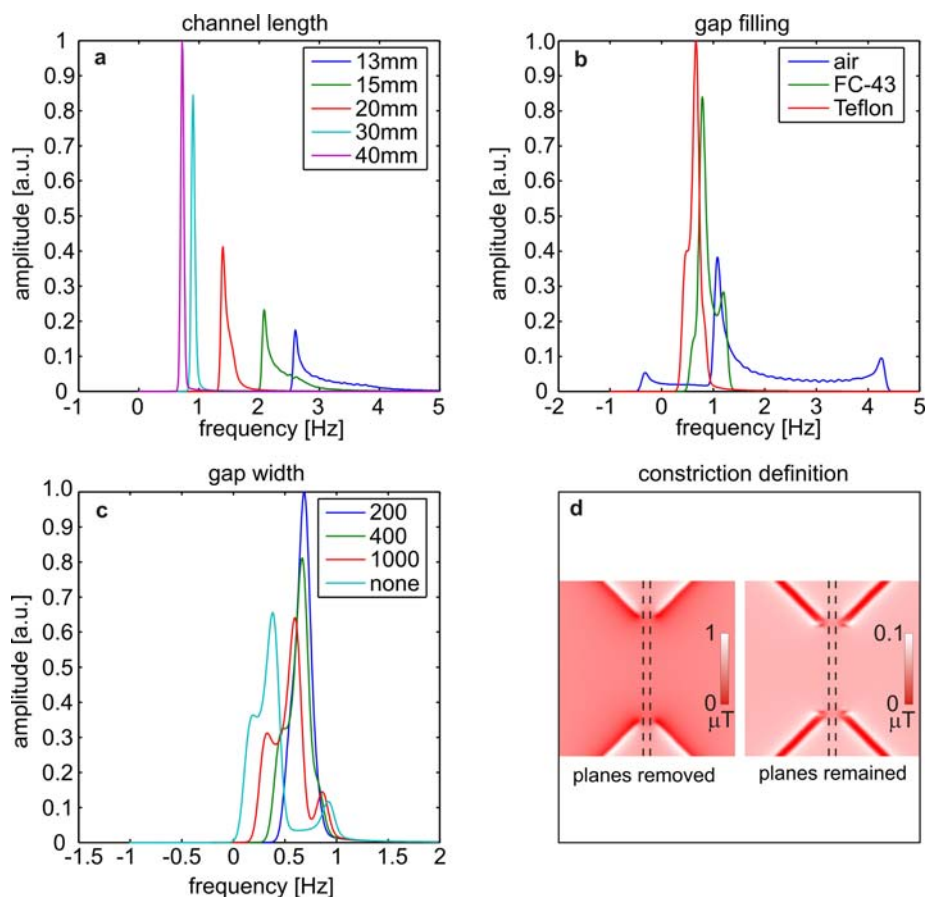 channel length
a
13mm
15mm
20mm
30mm
40mm
1
0.9
0.8
0.7
0.6
0.5
0.4
0.3
0.2
0.1
0
amplitude [a.u.]
-1 0 1 2 3 4 5
frequency [Hz]
gap filling
b
air
FC-43
Teflon
1
0.9
0.8
0.7
0.6
0.5
0.4
0.3
0.2
0.1
0
amplitude [a.u.]
-2 -1 0 1 2 3 4 5
frequency [Hz]
gap width
c
200
400
1000
none
1.0
0.9
0.8
0.7
0.6
0.5
0.4
0.3
0.2
0.1
0
amplitude [a.u.]
-1.5 -1 -0.5 0 0.5 1 1.5 2
frequency [Hz]
constriction definition
d
1
0
μT
planes removed
0.1
0
μT
planes remained